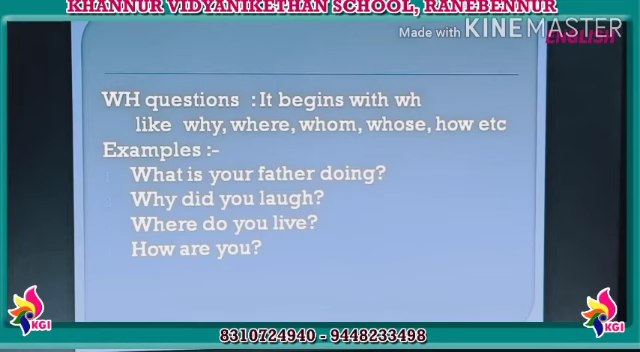 KHANNUR VIDYANIKETHAN SCHOOL, RANEBENNUR
Made with KINEMASTER
ENGLISH
WH questions : It begins with wh
like why, where, whom, whose, how etc
Examples :-
What is your father doing?
Why did you laugh?
Where do you live?
How are you?
KGI
KGI
8310724940 - 9448233498